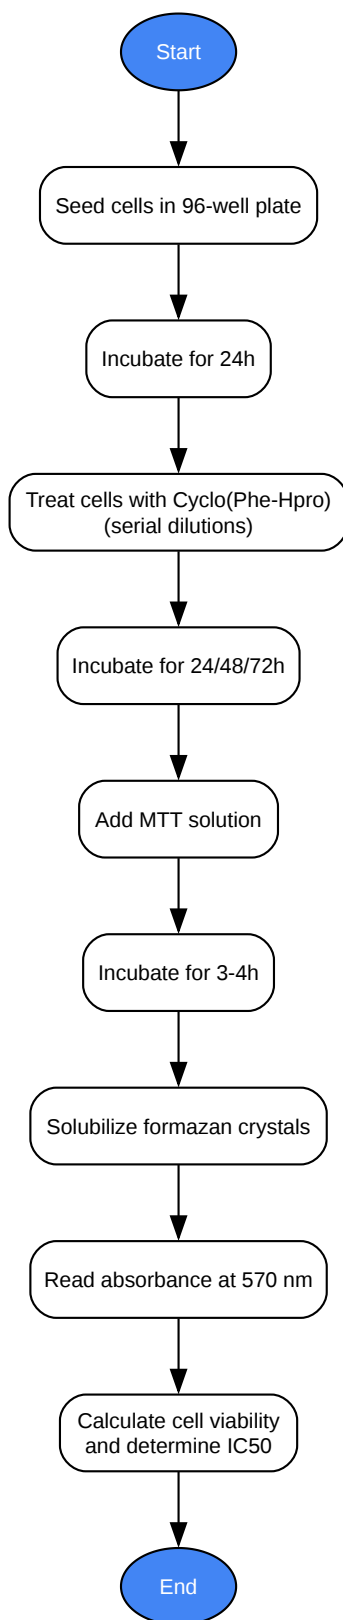 Start
Seed cells in 96-well plate
Incubate for 24h
Treat cells with Cyclo(Phe-Hpro)
(serial dilutions)
Incubate for 24/48/72h
Add MTT solution
Incubate for 3-4h
Solubilize formazan crystals
Read absorbance at 570 nm
Calculate cell viability
and determine IC50
End